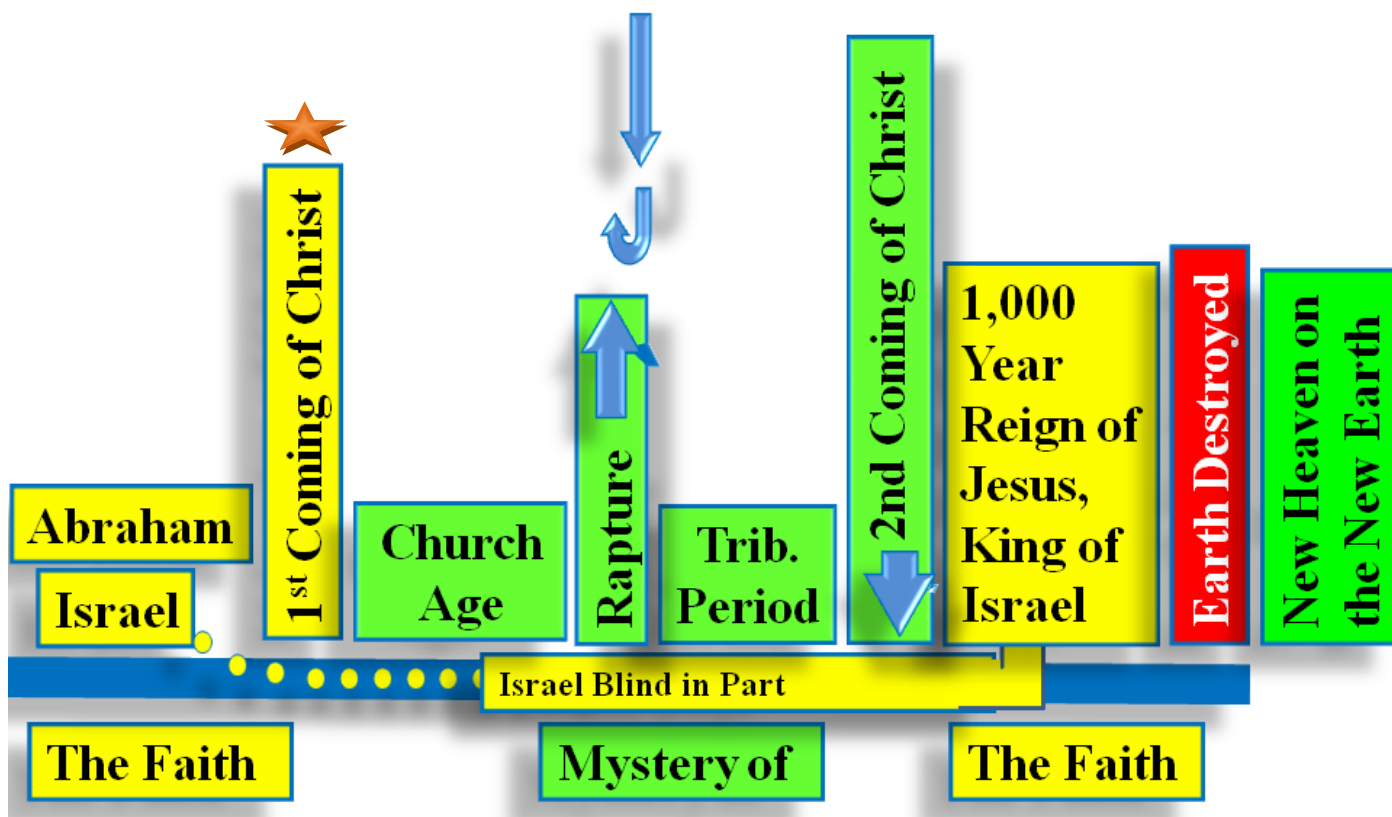 Abraham
Israel
1st Coming of Christ
Church
Age
Rapture
Trib.
Period
2nd Coming of Christ
1,000
Year
Reign of
Jesus,
King of
Israel
Earth Destroyed
New Heaven on
the New Earth
Israel Blind in Part
The Faith
Mystery of
The Faith